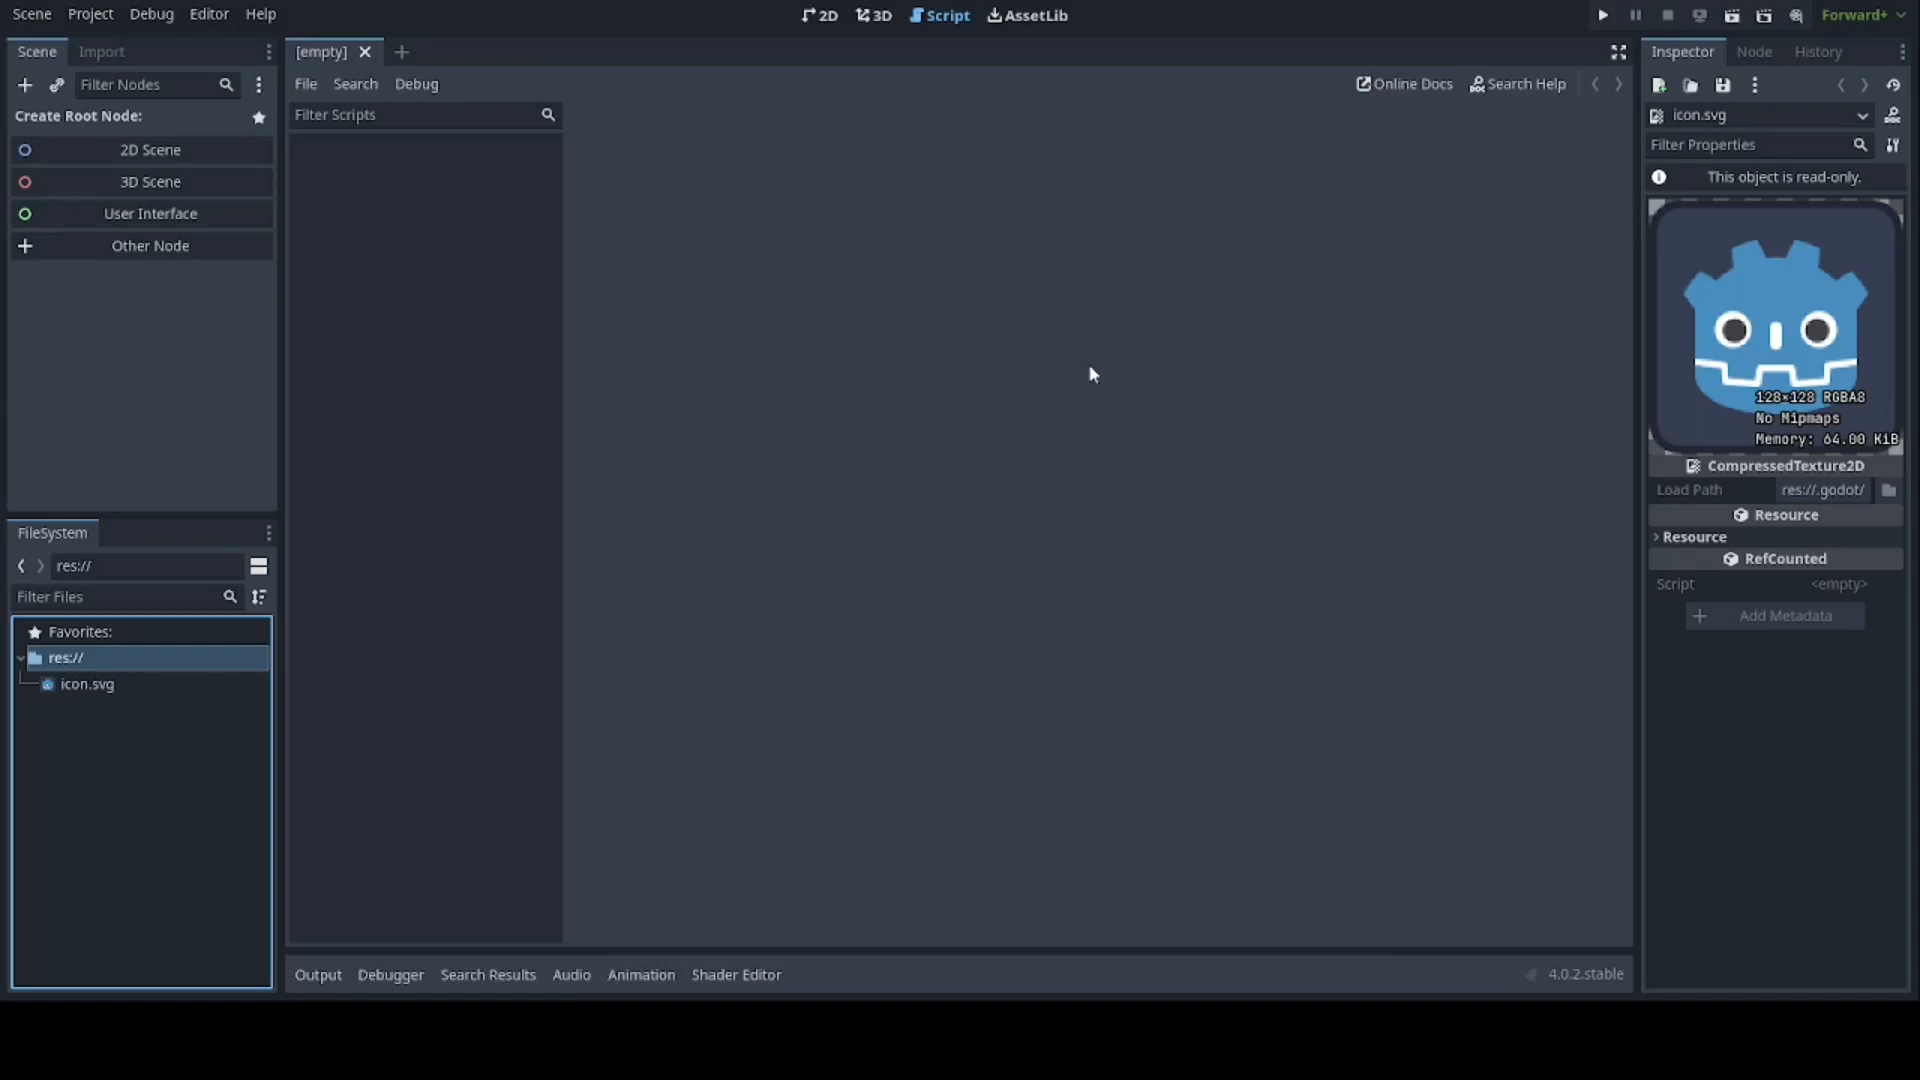 Scene Project Debug Editor Help
2D 3D Script AssetLib
Forward+
Scene Import
Filter Nodes
Create Root Node:
2D Scene
3D Scene
User Interface
Other Node
FileSystem
res://
Filter Files
Favorites:
res://
icon.svg
[empty]
File Search Debug
Online Docs Search Help
Filter Scripts
Output Debugger Search Results Audio Animation Shader Editor
4.0.2.stable
Inspector Node History
icon.svg
Filter Properties
This object is read-only.
128×128 RGBA8
No Mipmaps
Memory: 64.00 KiB
CompressedTexture2D
Load Path res://.godot/
Resource
Resource
RefCounted
Script <empty>
Add Metadata